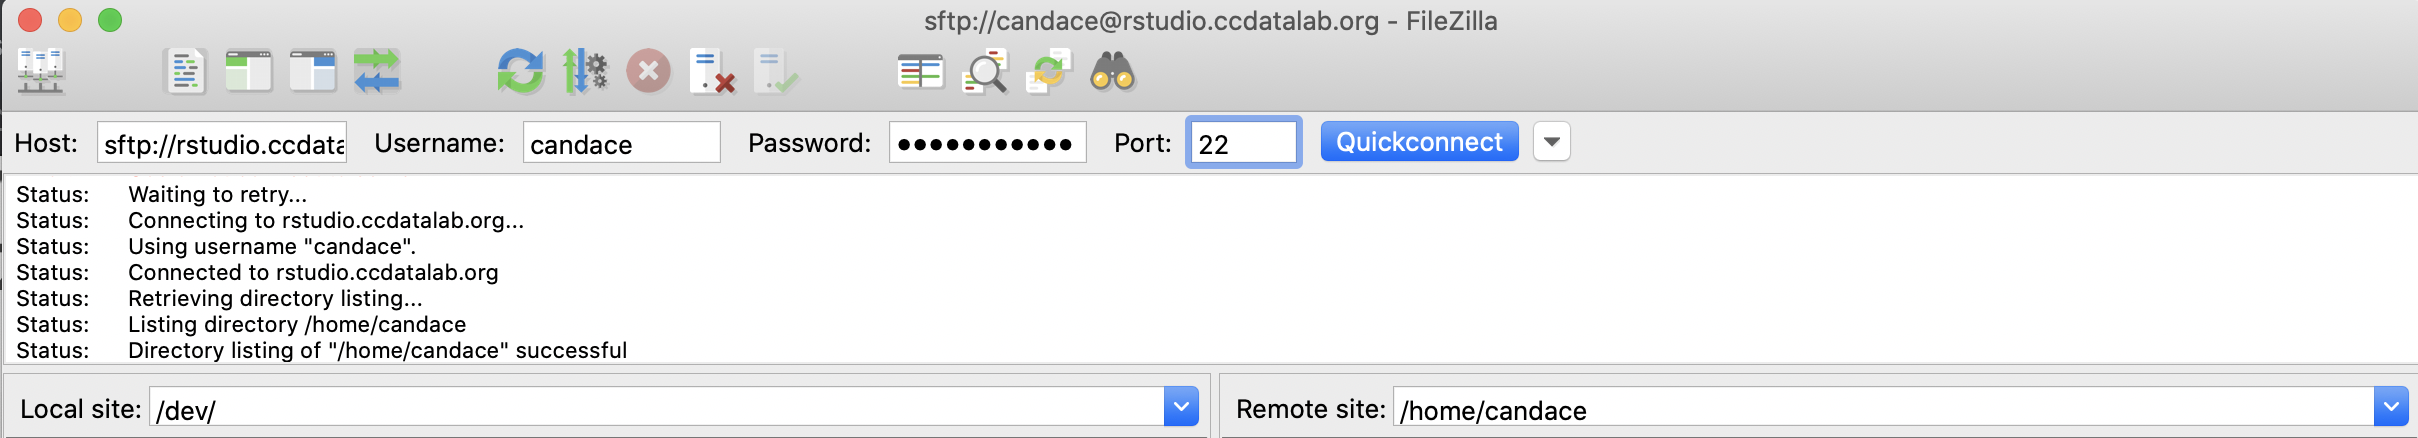 sftp://candace@rstudio.ccdatalab.org - FileZilla
Host: sftp://rstudio.ccdata Username: candace Password: ●●●●●●●●●●● Port: 22 Quickconnect
Status: Waiting to retry...
Status: Connecting to rstudio.ccdatalab.org...
Status: Using username "candace".
Status: Connected to rstudio.ccdatalab.org
Status: Retrieving directory listing...
Status: Listing directory /home/candace
Status: Directory listing of "/home/candace" successful
Local site: /dev/ Remote site: /home/candace